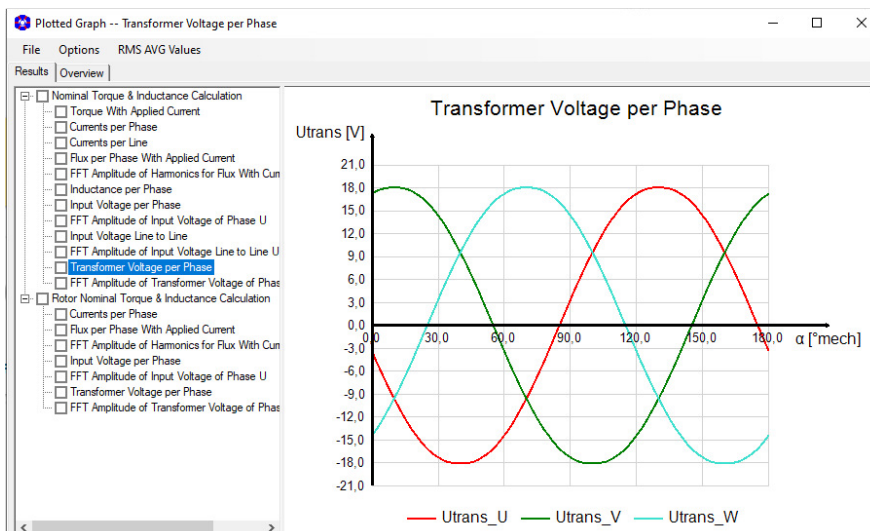 Plotted Graph -- Transformer Voltage per Phase
File Options RMS AVG Values
Results Overview
Nominal Torque & Inductance Calculation
Torque With Applied Current
Currents per Phase
Currents per Line
Flux per Phase With Applied Current
FFT Amplitude of Harmonics for Flux With Curr
Inductance per Phase
Input Voltage per Phase
FFT Amplitude of Input Voltage of Phase U
Input Voltage Line to Line
FFT Amplitude of Input Voltage Line to Line U
Transformer Voltage per Phase
FFT Amplitude of Transformer Voltage of Phas
Rotor Nominal Torque & Inductance Calculation
Currents per Phase
Flux per Phase With Applied Current
FFT Amplitude of Harmonics for Flux With Curr
Input Voltage per Phase
FFT Amplitude of Input Voltage of Phase U
Transformer Voltage per Phase
FFT Amplitude of Transformer Voltage of Phas
Transformer Voltage per Phase
Utrans [V]
21,0
18,0
15,0
12,0
9,0
6,0
3,0
0,0
-3,0
-6,0
-9,0
-12,0
-15,0
-18,0
-21,0
0,0 30,0 60,0 90,0 120,0 150,0 180,0 α [°mech]
Utrans_U Utrans_V Utrans_W